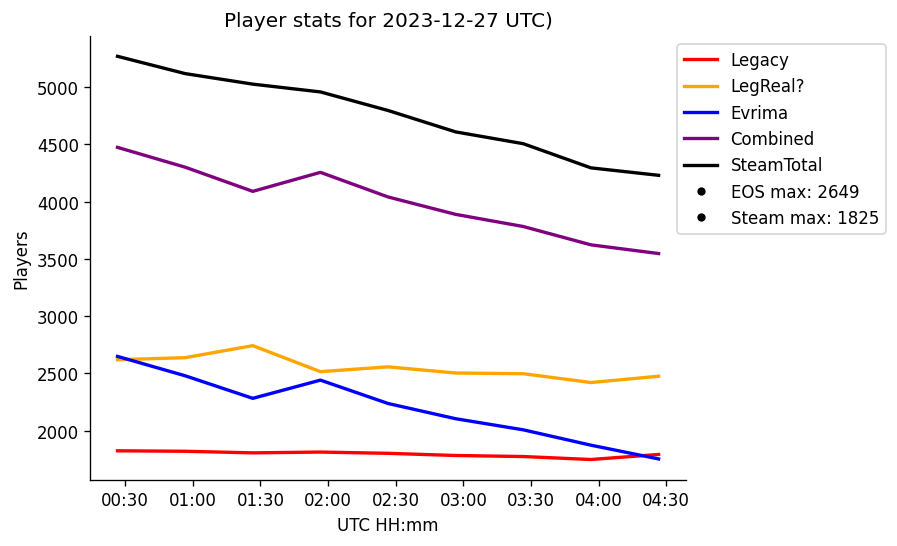 Player stats for 2023-12-27 UTC)
Legacy
LegReal?
Evrima
Combined
SteamTotal
EOS max: 2649
Steam max: 1825
Players
5000
4500
4000
3500
3000
2500
2000
00:30 01:00 01:30 02:00 02:30 03:00 03:30 04:00 04:30
UTC HH:mm